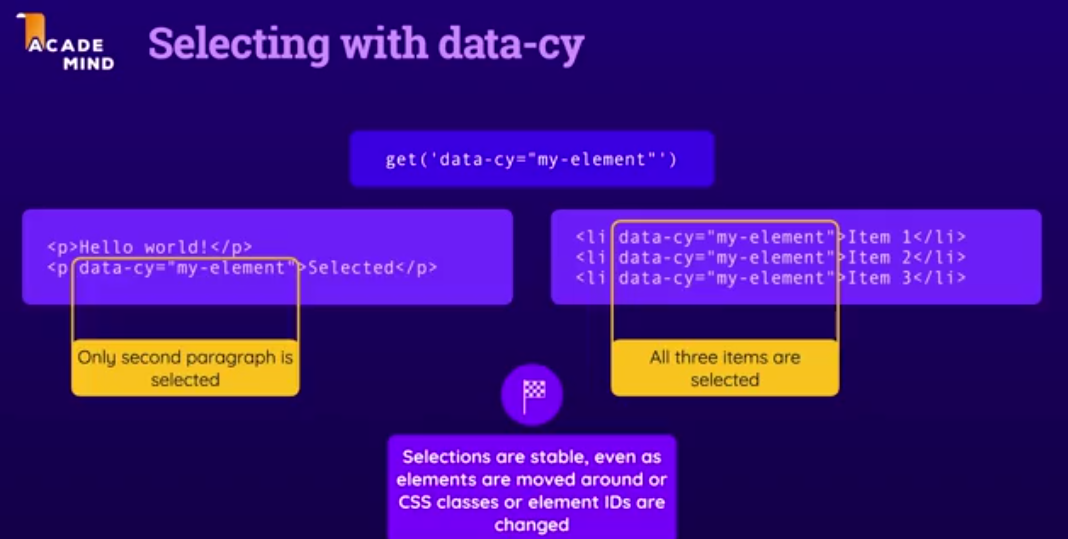 ACADE
MIND
Selecting with data-cy
get('data-cy="my-element"')
<p>Hello world!</p>
<p data-cy="my-element">Selected</p>
Only second paragraph is
selected
<li data-cy="my-element">Item 1</li>
<li data-cy="my-element">Item 2</li>
<li data-cy="my-element">Item 3</li>
All three items are
selected
Selections are stable, even as
elements are moved around or
CSS classes or element IDs are
changed